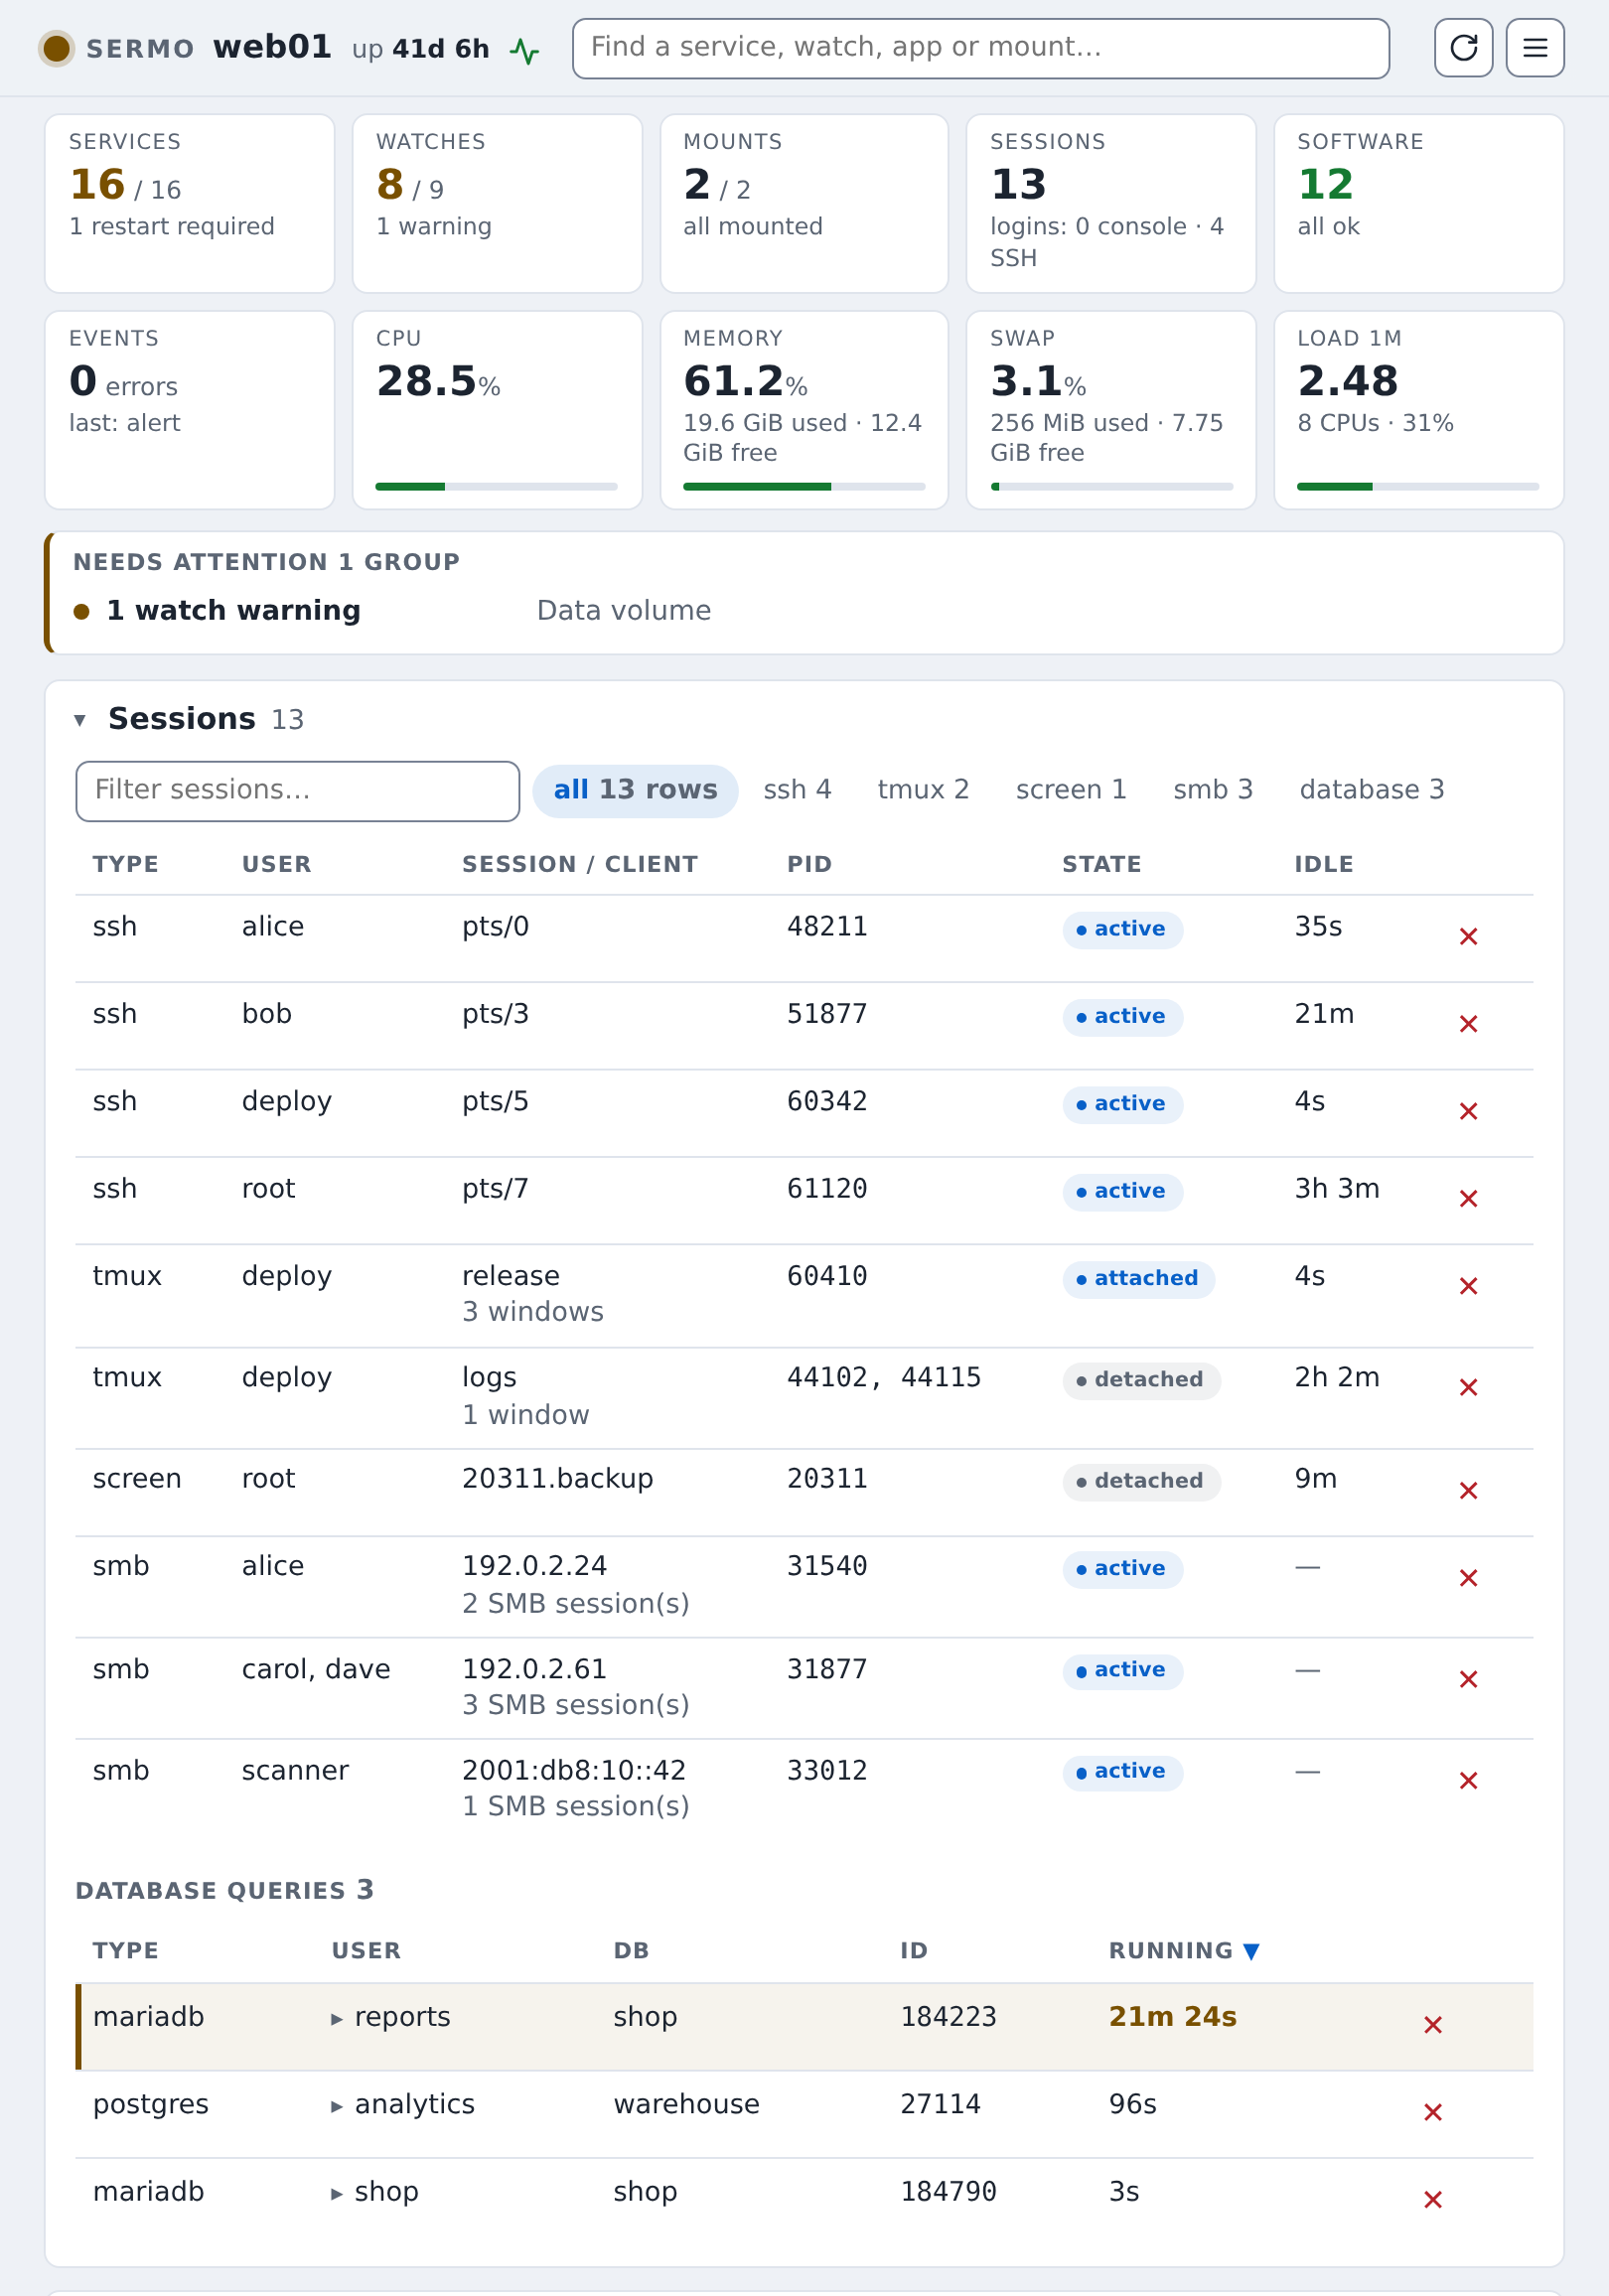 SERMO web01 up 41d 6h
Find a service, watch, app or mount…
SERVICES
16 / 16
1 restart required
WATCHES
8 / 9
1 warning
MOUNTS
2 / 2
all mounted
SESSIONS
13
logins: 0 console · 4
SSH
SOFTWARE
12
all ok
EVENTS
0 errors
last: alert
CPU
28.5%
MEMORY
61.2%
19.6 GiB used · 12.4
GiB free
SWAP
3.1%
256 MiB used · 7.75
GiB free
LOAD 1M
2.48
8 CPUs · 31%
NEEDS ATTENTION 1 GROUP
1 watch warning Data volume
Sessions 13
Filter sessions… all 13 rows ssh 4 tmux 2 screen 1 smb 3 database 3
TYPE USER SESSION / CLIENT PID STATE IDLE
ssh alice pts/0 48211 active 35s ✕
ssh bob pts/3 51877 active 21m ✕
ssh deploy pts/5 60342 active 4s ✕
ssh root pts/7 61120 active 3h 3m ✕
tmux deploy release 60410 attached 4s ✕
3 windows
tmux deploy logs 44102, 44115 detached 2h 2m ✕
1 window
screen root 20311.backup 20311 detached 9m ✕
smb alice 192.0.2.24 31540 active — ✕
2 SMB session(s)
smb carol, dave 192.0.2.61 31877 active — ✕
3 SMB session(s)
smb scanner 2001:db8:10::42 33012 active — ✕
1 SMB session(s)
DATABASE QUERIES 3
TYPE USER DB ID RUNNING ▼
mariadb ▸ reports shop 184223 21m 24s ✕
postgres ▸ analytics warehouse 27114 96s ✕
mariadb ▸ shop shop 184790 3s ✕